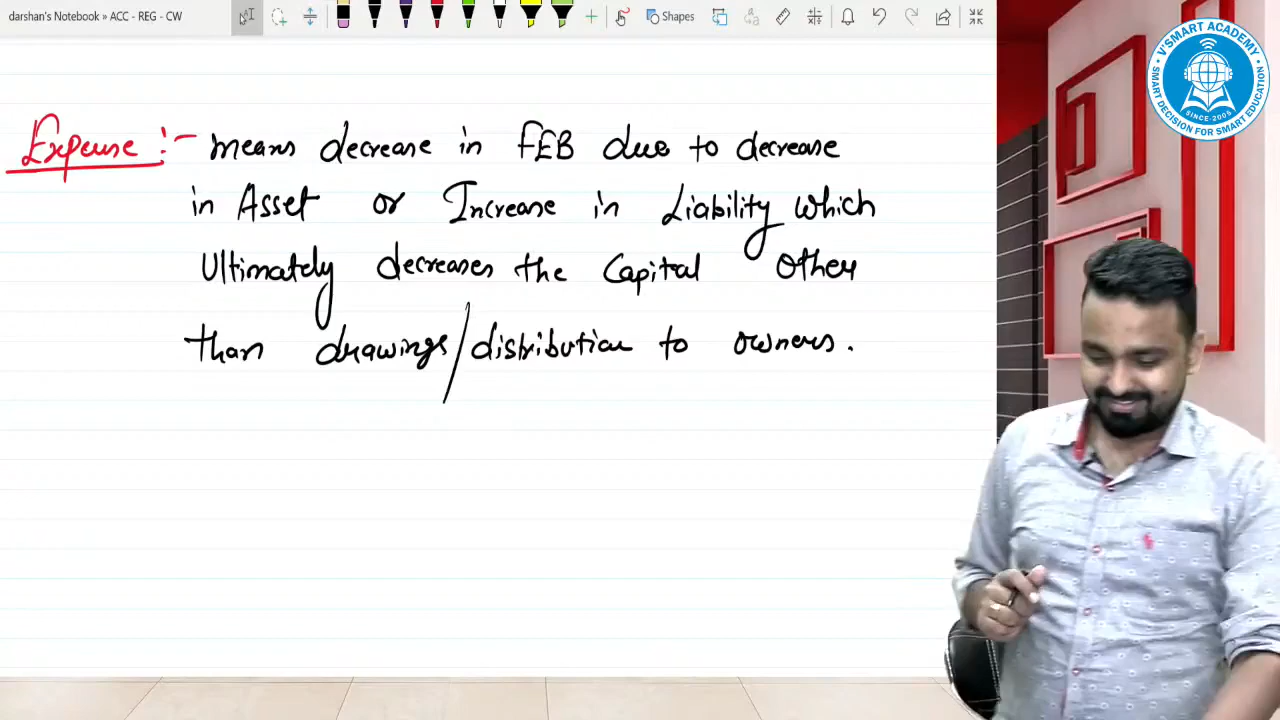 darshan's Notebook » ACC - REG - CW
Shapes
V'SMART ACADEMY
SINCE-2005
SMART DECISION FOR SMART EDUCATION
Expense :- means decrease in FEB due to decrease
in Asset or Increase in Liability which
Ultimately decreases the Capital other
than drawings/distribution to owners.